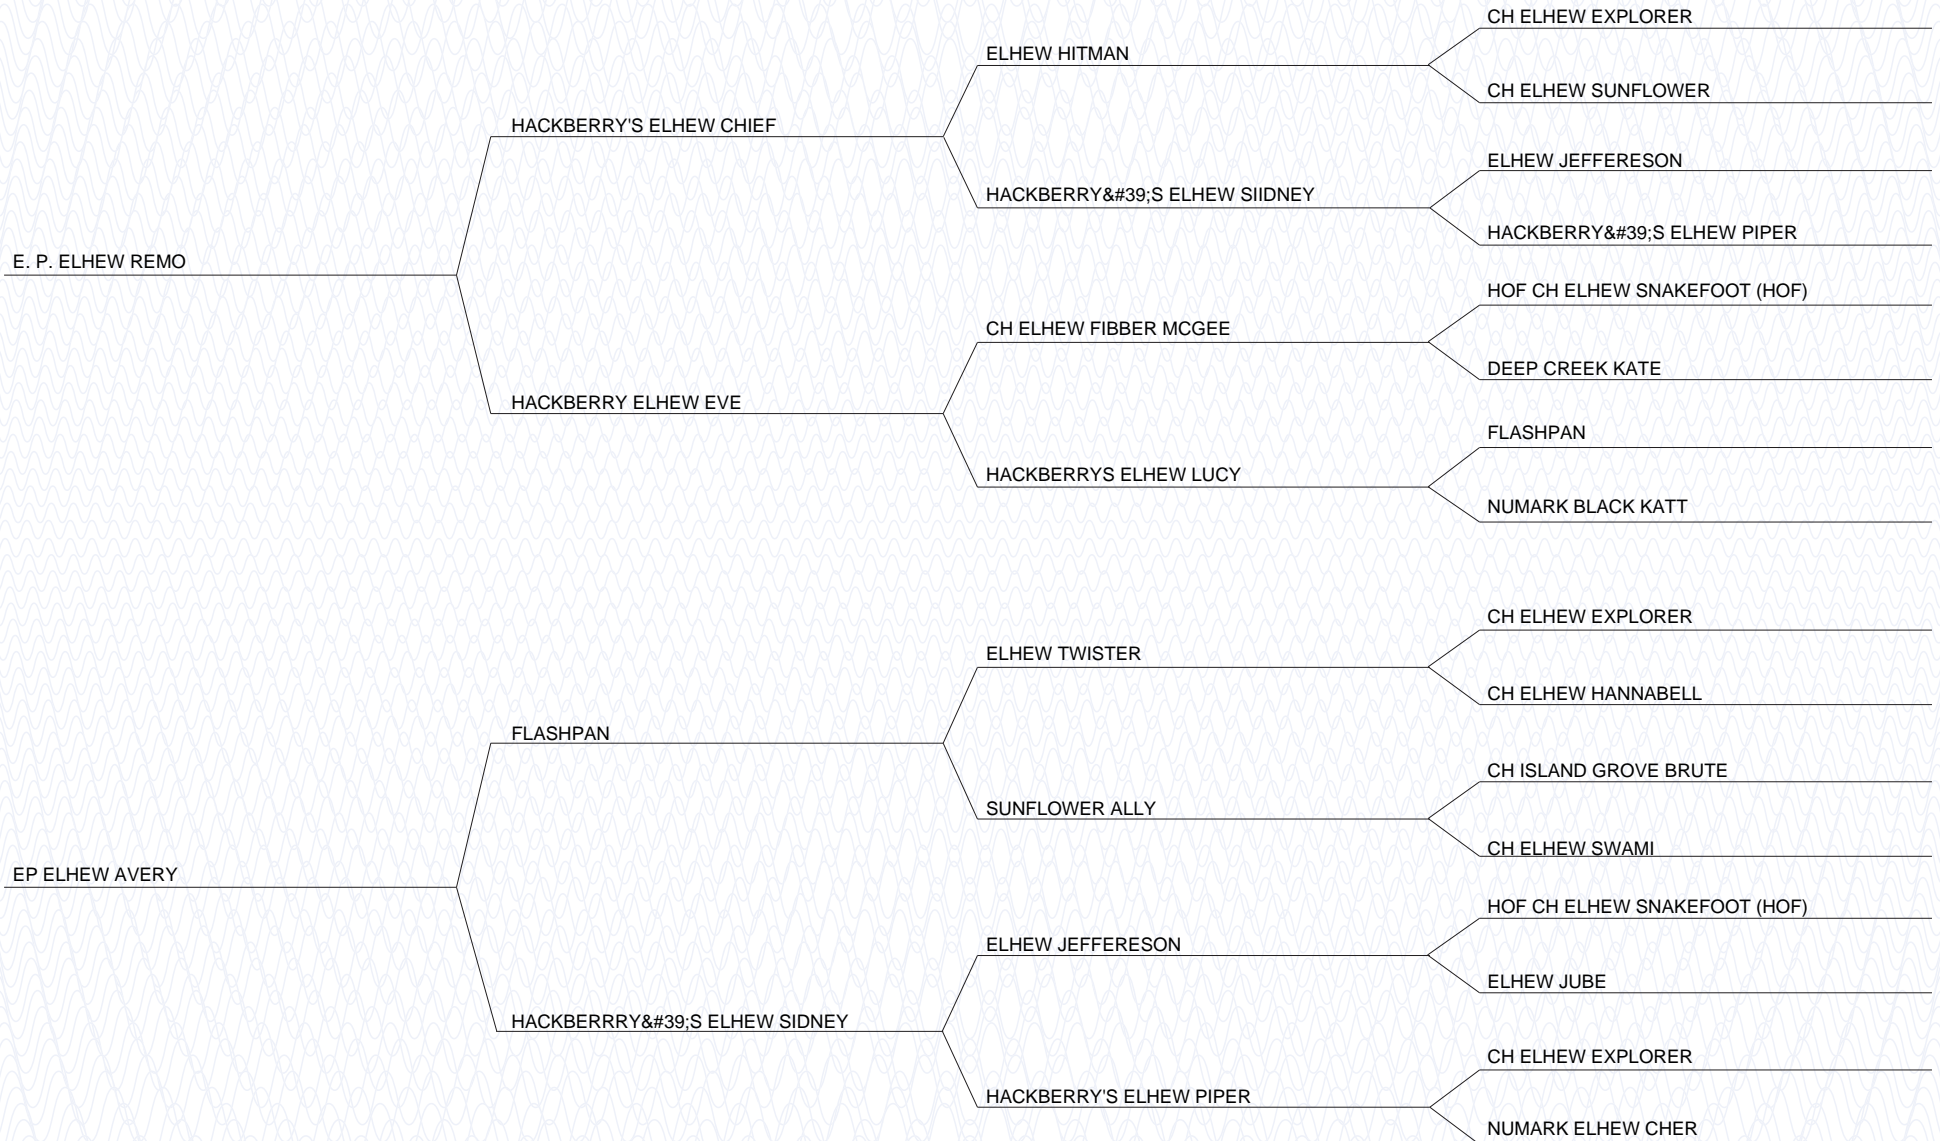 CH ELHEW EXPLORER
ELHEW HITMAN
CH ELHEW SUNFLOWER
HACKBERRY'S ELHEW CHIEF
ELHEW JEFFERESON
HACKBERRY&#39;S ELHEW SIIDNEY
HACKBERRY&#39;S ELHEW PIPER
E. P. ELHEW REMO
HOF CH ELHEW SNAKEFOOT (HOF)
CH ELHEW FIBBER MCGEE
DEEP CREEK KATE
HACKBERRY ELHEW EVE
FLASHPAN
HACKBERRYS ELHEW LUCY
NUMARK BLACK KATT
CH ELHEW EXPLORER
ELHEW TWISTER
CH ELHEW HANNABELL
FLASHPAN
CH ISLAND GROVE BRUTE
SUNFLOWER ALLY
CH ELHEW SWAMI
EP ELHEW AVERY
HOF CH ELHEW SNAKEFOOT (HOF)
ELHEW JEFFERESON
ELHEW JUBE
HACKBERRRY&#39;S ELHEW SIDNEY
CH ELHEW EXPLORER
HACKBERRY'S ELHEW PIPER
NUMARK ELHEW CHER